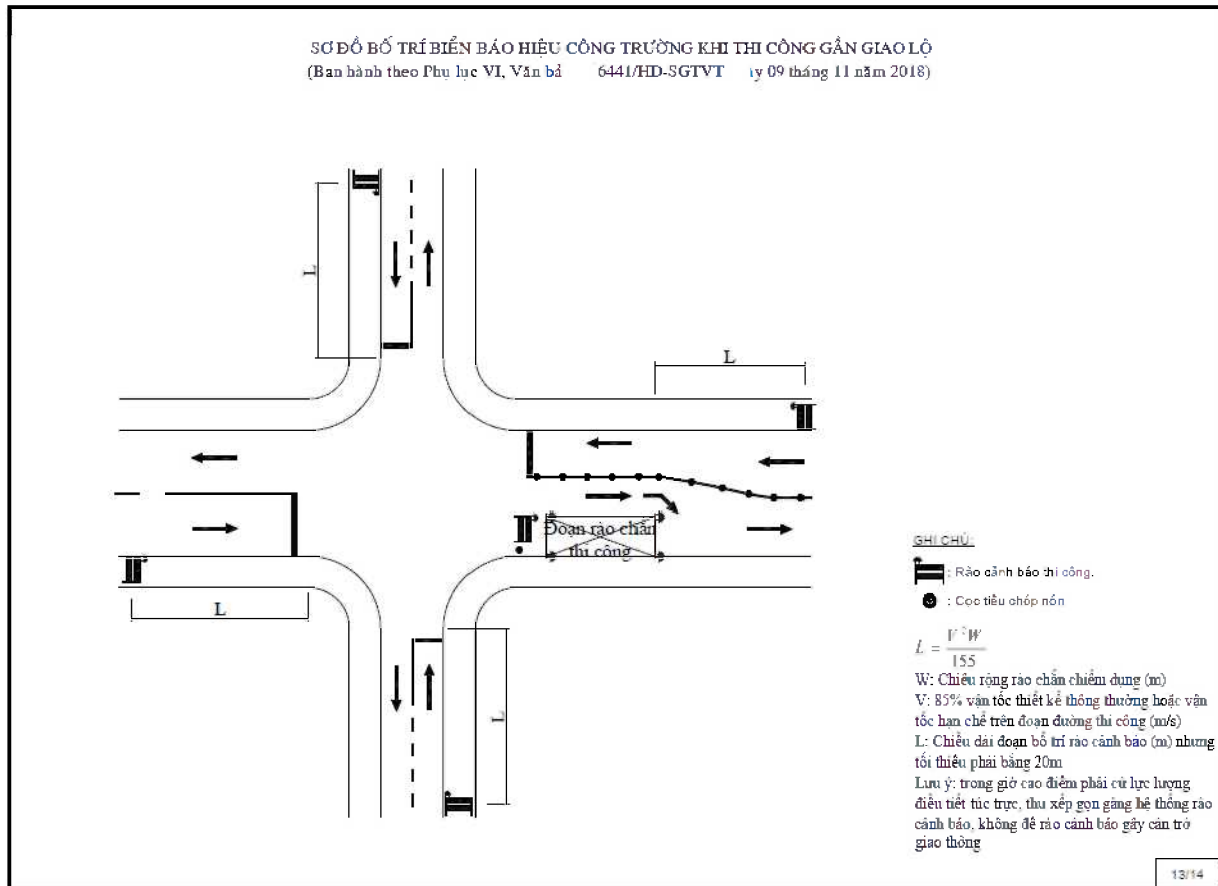 SƠ ĐỒ BỐ TRÍ BIỂN BÁO HIỆU CÔNG TRƯỜNG KHI THI CÔNG GẦN GIAO LỘ
(Ban hành theo Phụ lục VI, Văn bả 6441/HD-SGTVT ày 09 tháng 11 năm 2018)
L
L
Đoạn rào chắn
thi công
L
L
GHI CHÚ:
: Rào cảnh báo thi công.
: Cọc tiêu chóp nón
L = V²W / 155
W: Chiều rộng rào chắn chiếm dụng (m)
V: 85% vận tốc thiết kế thông thường hoặc vận
tốc hạn chế trên đoạn đường thi công (m/s)
L: Chiều dài đoạn bố trí rào cảnh báo (m) nhưng
tối thiểu phải bằng 20m
Lưu ý: trong giờ cao điểm phải cử lực lượng
điều tiết túc trực, thu xếp gọn gàng hệ thống rào
cảnh báo, không để rào cảnh báo gây cản trở
giao thông
13/14